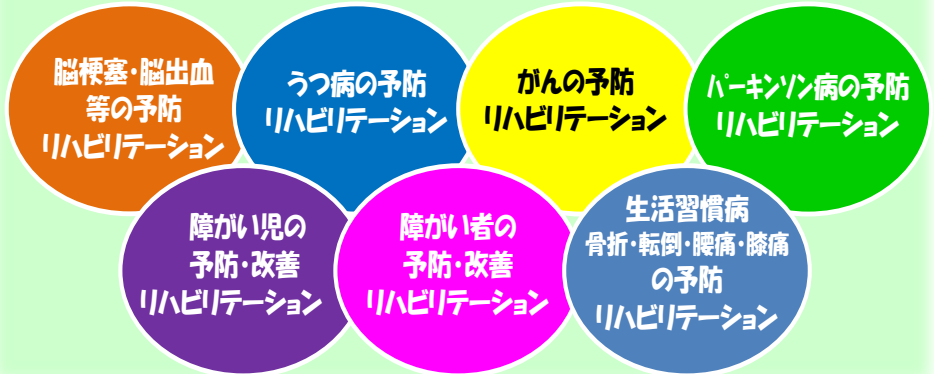 脳梗塞・脳出血
等の予防
リハビリテーション
うつ病の予防
リハビリテーション
がんの予防
リハビリテーション
パーキンソン病の予防
リハビリテーション
障がい児の
予防・改善
リハビリテーション
障がい者の
予防・改善
リハビリテーション
生活習慣病
骨折・転倒・腰痛・膝痛
の予防
リハビリテーション